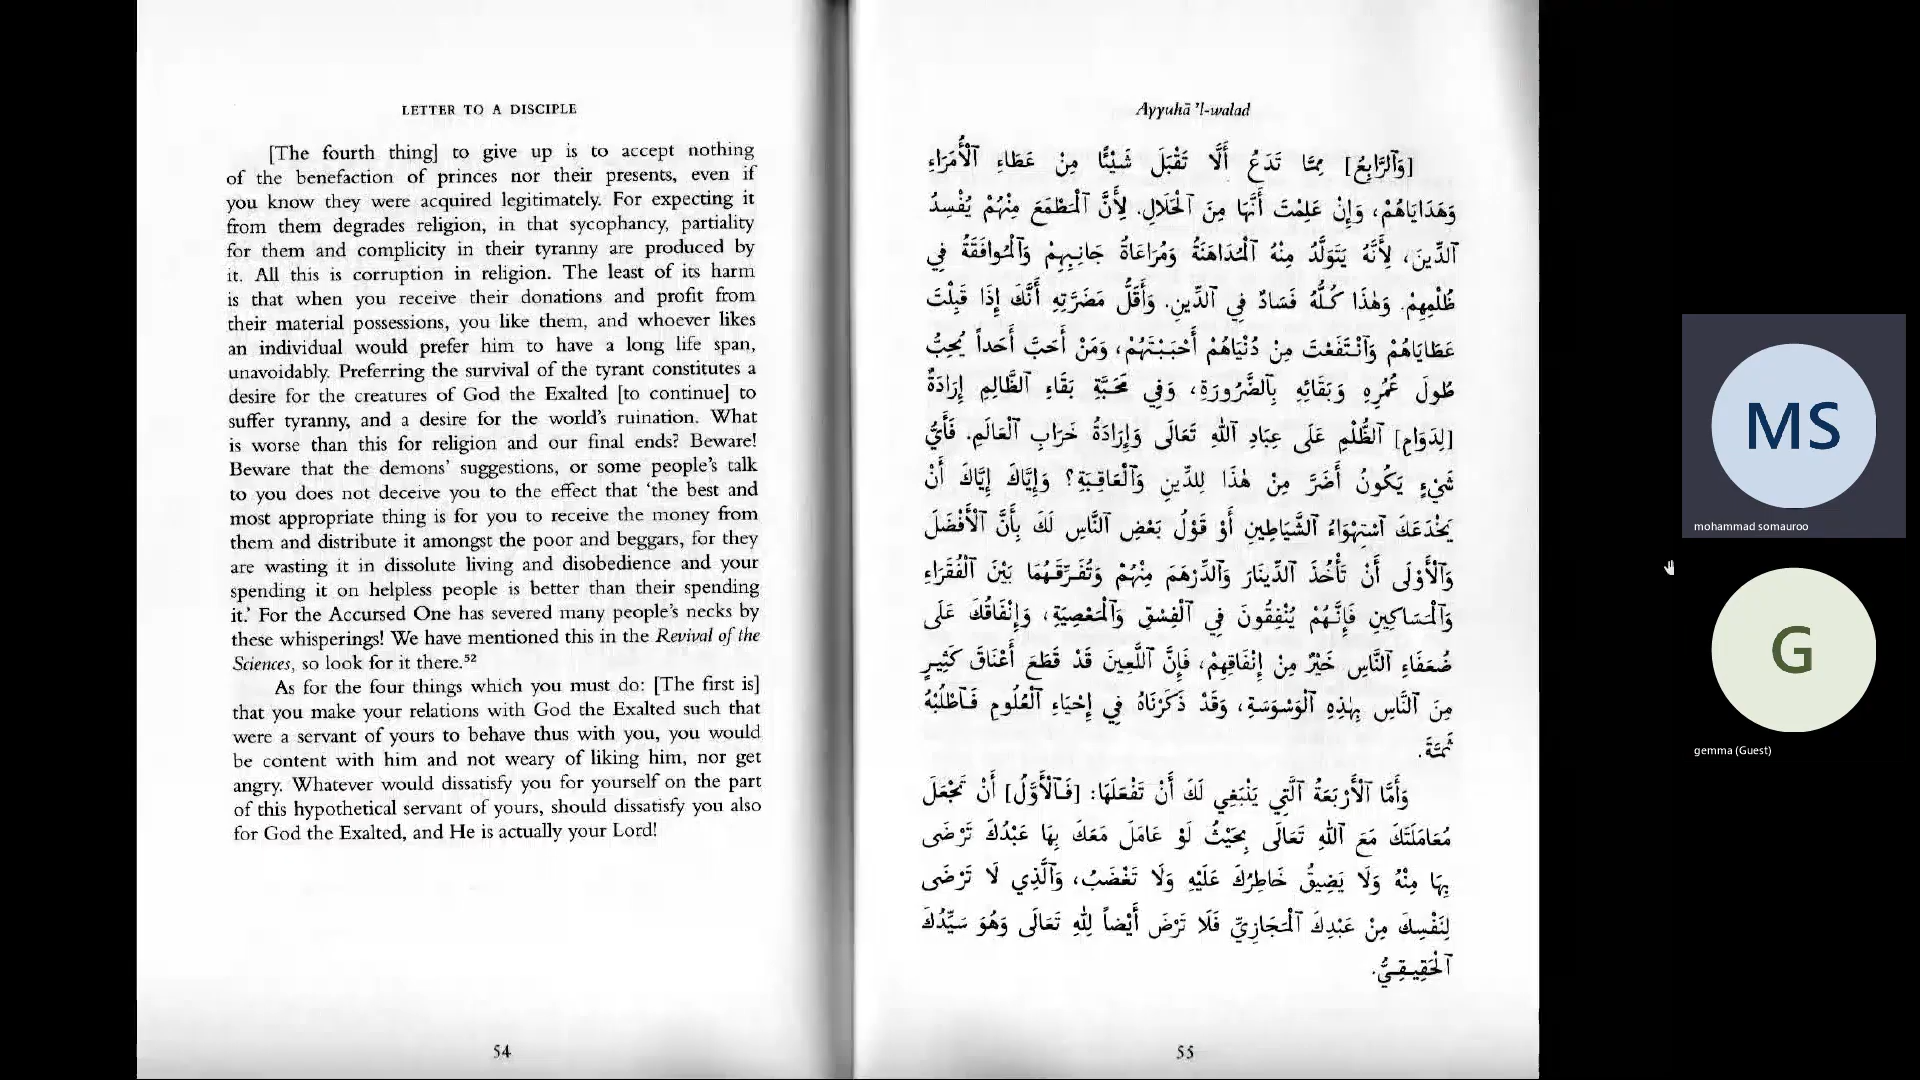 LETTER TO A DISCIPLE
[The fourth thing] to give up is to accept nothing
of the benefaction of princes nor their presents, even if
you know they were acquired legitimately. For expecting it
from them degrades religion, in that sycophancy, partiality
for them and complicity in their tyranny are produced by
it. All this is corruption in religion. The least of its harm
is that when you receive their donations and profit from
their material possessions, you like them, and whoever likes
an individual would prefer him to have a long life span,
unavoidably. Preferring the survival of the tyrant constitutes a
desire for the creatures of God the Exalted [to continue] to
suffer tyranny, and a desire for the world's ruination. What
is worse than this for religion and our final ends? Beware!
Beware that the demons' suggestions, or some people's talk
to you does not deceive you to the effect that 'the best and
most appropriate thing is for you to receive the money from
them and distribute it amongst the poor and beggars, for they
are wasting it in dissolute living and disobedience and your
spending it on helpless people is better than their spending
it.' For the Accursed One has severed many people's necks by
these whisperings! We have mentioned this in the Revival of the
Sciences, so look for it there.52
As for the four things which you must do: [The first is]
that you make your relations with God the Exalted such that
were a servant of yours to behave thus with you, you would
be content with him and not weary of liking him, nor get
angry. Whatever would dissatisfy you for yourself on the part
of this hypothetical servant of yours, should dissatisfy you also
for God the Exalted, and He is actually your Lord!
54
Ayyuhā 'l-walad
[وَٱلرَّابِعُ] مِمَّا تَدَعُ أَلَّا تَقْبَلَ شَيْئًا مِنْ عَطَاءِ ٱلْأُمَرَاءِ
وَهَدَايَاهُمْ، وَإِنْ عَلِمْتَ أَنَّهَا مِنَ ٱلْحَلَالِ. لِأَنَّ ٱلْمَطْمَعَ مِنْهُمْ يُفْسِدُ
ٱلدِّينَ، لِأَنَّهُ يَتَوَلَّدُ مِنْهُ ٱلْمُدَاهَنَةُ وَمُرَاعَاةُ جَانِبِهِمْ وَٱلْمُوافَقَةُ فِي
ظُلْمِهِمْ. وَهٰذَا كُلُّهُ فَسَادٌ فِي ٱلدِّينِ. وَأَقَلُّ مَضَرَّتِهِ أَنَّكَ إِذَا قَبِلْتَ
عَطَايَاهُمْ وَٱنْتَفَعْتَ مِنْ دُنْيَاهُمْ أَحْبَبْتَهُمْ، وَمَنْ أَحَبَّ أَحَداً يُحِبُّ
طُولَ عُمُرِهِ وَبَقَائِهِ بِٱلضَّرُورَةِ، وَفِي مَحَبَّةِ بَقَاءِ ٱلظَّالِمِ إِرَادَةٌ
[لِدَوَامِ] ٱلظُّلْمِ عَلَى عِبَادِ ٱللهِ تَعَالَى وَإِرَادَةُ خَرَابِ ٱلْعَالَمِ. فَأَيُّ
شَيْءٍ يَكُونُ أَضَرَّ مِنْ هٰذَا لِلدِّينِ وَٱلْعَاقِبَةِ؟ وَإِيَّاكَ إِيَّاكَ أَنْ
يَخْدَعَكَ ٱسْتِهْوَاءُ ٱلشَّيَاطِينِ أَوْ قَوْلُ بَعْضِ ٱلنَّاسِ لَكَ بِأَنَّ ٱلْأَفْضَلَ
وَٱلْأَوْلَى أَنْ تَأْخُذَ ٱلدِّينَارَ وَٱلدِّرْهَمَ مِنْهُمْ وَتُفَرِّقَهُمَا بَيْنَ ٱلْفُقَرَاءِ
وَٱلْمَسَاكِينِ فَإِنَّهُمْ يُنْفِقُونَ فِي ٱلْفِسْقِ وَٱلْمَعْصِيَةِ، وَإِنْفَاقُكَ عَلَى
ضُعَفَاءِ ٱلنَّاسِ خَيْرٌ مِنْ إِنْفَاقِهِمْ، فَإِنَّ ٱللَّعِينَ قَدْ قَطَعَ أَعْنَاقَ كَثِيرٍ
مِنَ ٱلنَّاسِ بِهٰذِهِ ٱلْوَسْوَسَةِ، وَقَدْ ذَكَرْنَاهُ فِي إِحْيَاءِ ٱلْعُلُومِ فَٱطْلُبْهُ
ثَمَّةَ.
وَأَمَّا ٱلْأَرْبَعَةُ ٱلَّتِي يَنْبَغِي لَكَ أَنْ تَفْعَلَهَا: [فَٱلْأَوَّلُ] أَنْ تَجْعَلَ
مُعَامَلَتَكَ مَعَ ٱللهِ تَعَالَى بِحَيْثُ لَوْ عَامَلَ مَعَكَ بِهَا عَبْدُكَ تَرْضَى
بِهَا مِنْهُ وَلَا يَضِيقُ خَاطِرُكَ عَلَيْهِ وَلَا تَغْضَبُ، وَٱلَّذِي لَا تَرْضَى
لِنَفْسِكَ مِنْ عَبْدِكَ ٱلْمَجَازِيِّ فَلَا تَرْضَ أَيْضاً لِلّٰهِ تَعَالَى وَهُوَ سَيِّدُكَ
ٱلْحَقِيقِيُّ.
55
MS
mohammad somauroo
G
gemma (Guest)